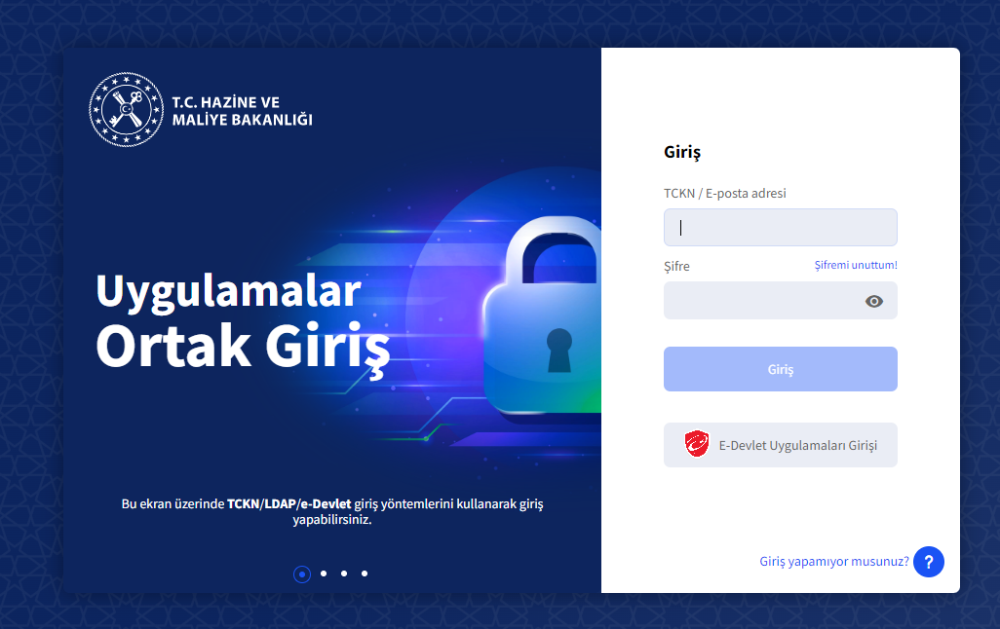 T.C. HAZİNE VE
MALİYE BAKANLIĞI
Uygulamalar
Ortak Giriş
Bu ekran üzerinde TCKN/LDAP/e-Devlet giriş yöntemlerini kullanarak giriş
yapabilirsiniz.
Giriş
TCKN / E-posta adresi
Şifre
Şifremi unuttum!
Giriş
E-Devlet Uygulamaları Girişi
Giriş yapamıyor musunuz?
?